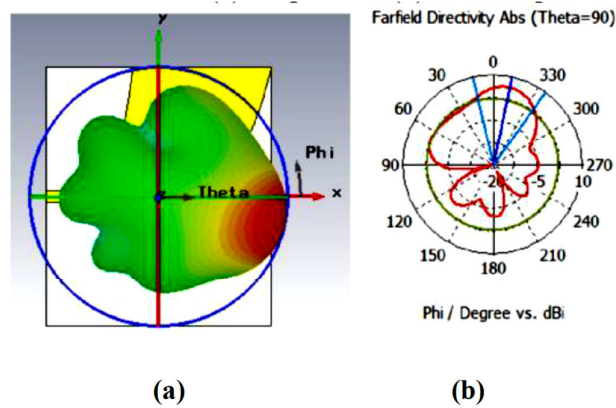 Farfield Directivity Abs (Theta=90)
y
Phi
Theta
x
0
30
330
60
300
90
-20
-5
10
270
120
240
150
210
180
Phi / Degree vs. dBi
(a)
(b)